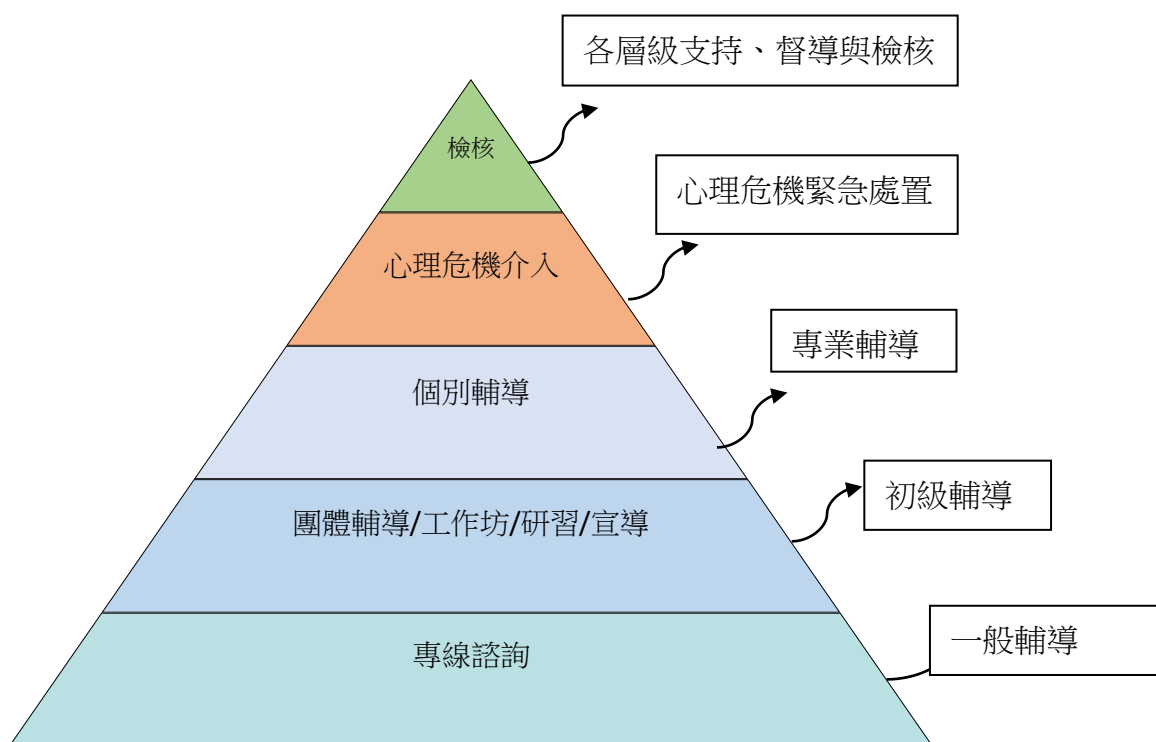 各層級支持、督導與檢核
檢核
心理危機緊急處置
心理危機介入
專業輔導
個別輔導
初級輔導
團體輔導/工作坊/研習/宣導
一般輔導
專線諮詢